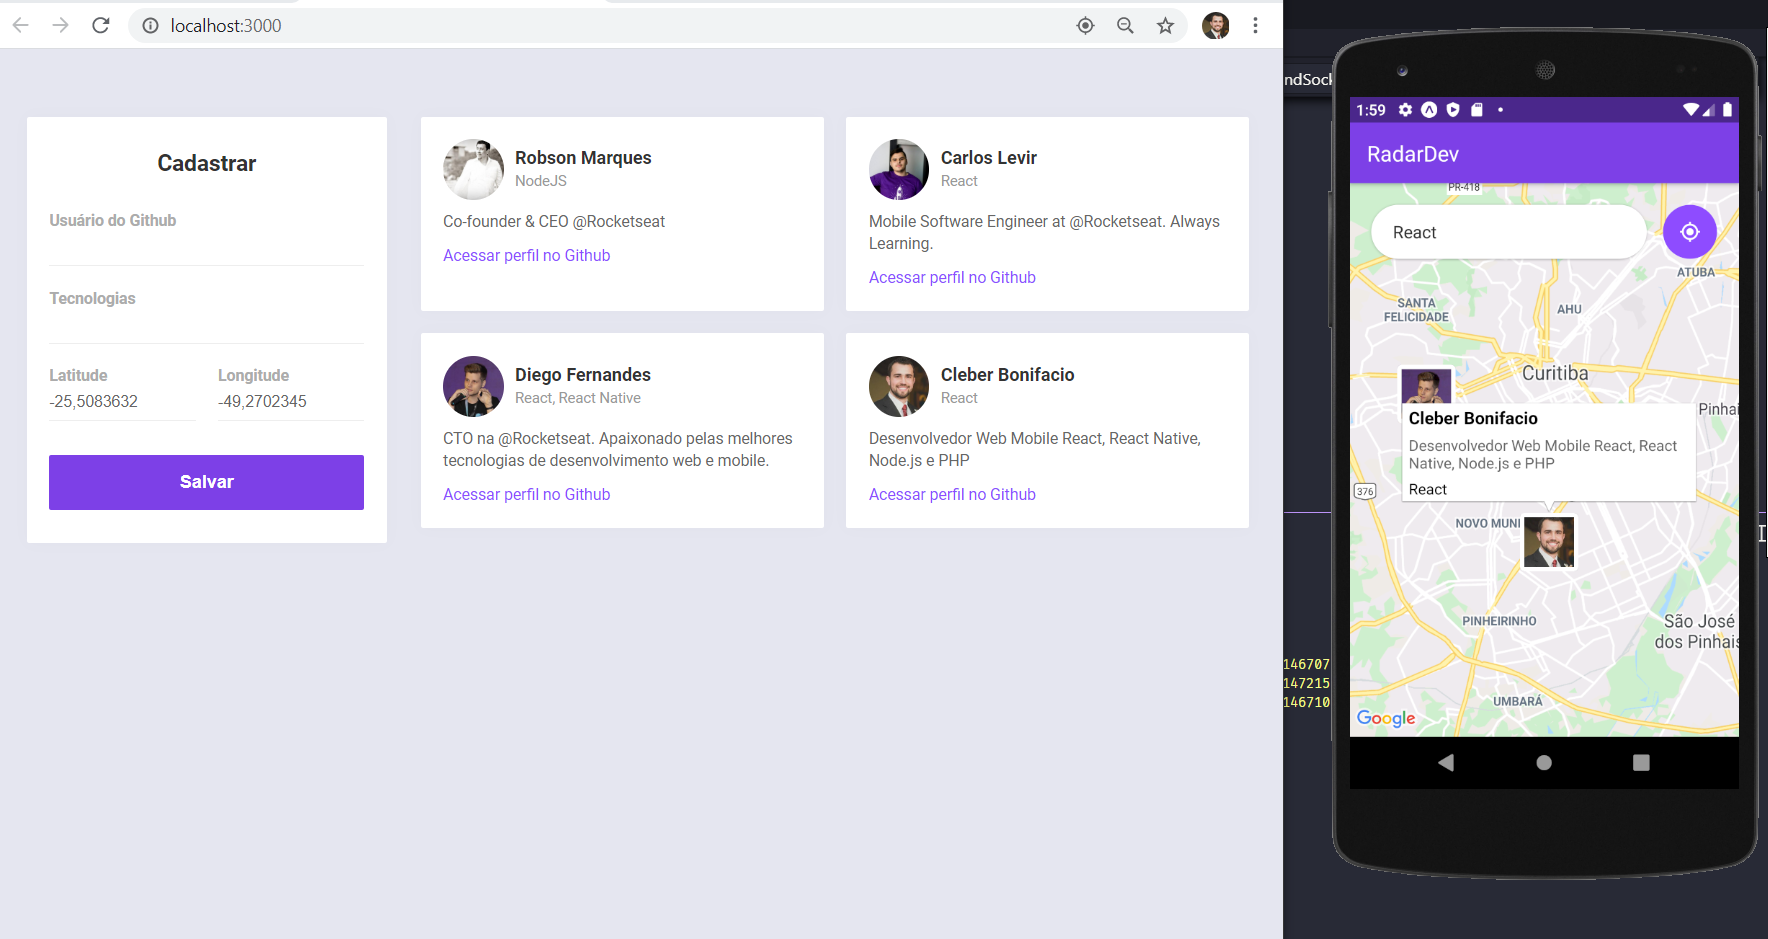 localhost:3000
Cadastrar
Usuário do Github
Tecnologias
Latitude
Longitude
-25,5083632
-49,2702345
Salvar
Robson Marques
NodeJS
Co-founder & CEO @Rocketseat
Acessar perfil no Github
Carlos Levir
React
Mobile Software Engineer at @Rocketseat. Always
Learning.
Acessar perfil no Github
Diego Fernandes
React, React Native
CTO na @Rocketseat. Apaixonado pelas melhores
tecnologias de desenvolvimento web e mobile.
Acessar perfil no Github
Cleber Bonifacio
React
Desenvolvedor Web Mobile React, React Native,
Node.js e PHP
Acessar perfil no Github
ndSock
146707
147215
146710
1:59
RadarDev
PR-418
React
ATUBA
SANTA
FELICIDADE
AHU
Curitiba
Pinhai
Cleber Bonifacio
Desenvolvedor Web Mobile React, React
Native, Node.js e PHP
React
376
NOVO MUN
PINHEIRINHO
São José
dos Pinhais
UMBARÁ
Google